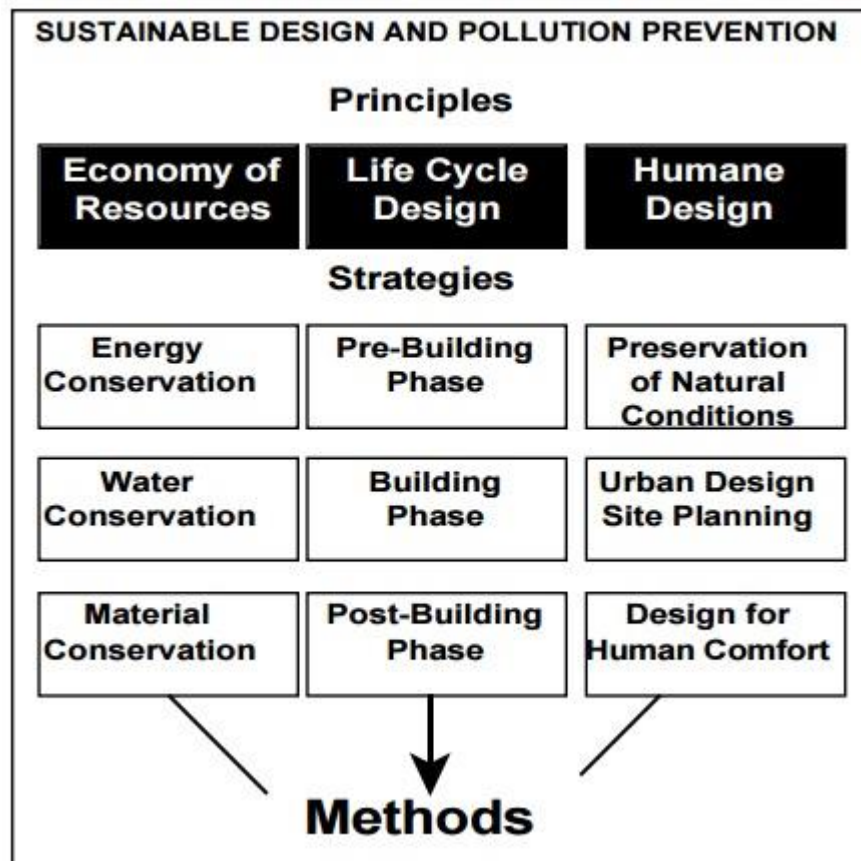 SUSTAINABLE DESIGN AND POLLUTION PREVENTION
Principles
Economy of
Resources
Life Cycle
Design
Humane
Design
Strategies
Energy
Conservation
Pre-Building
Phase
Preservation
of Natural
Conditions
Water
Conservation
Building
Phase
Urban Design
Site Planning
Material
Conservation
Post-Building
Phase
Design for
Human Comfort
Methods